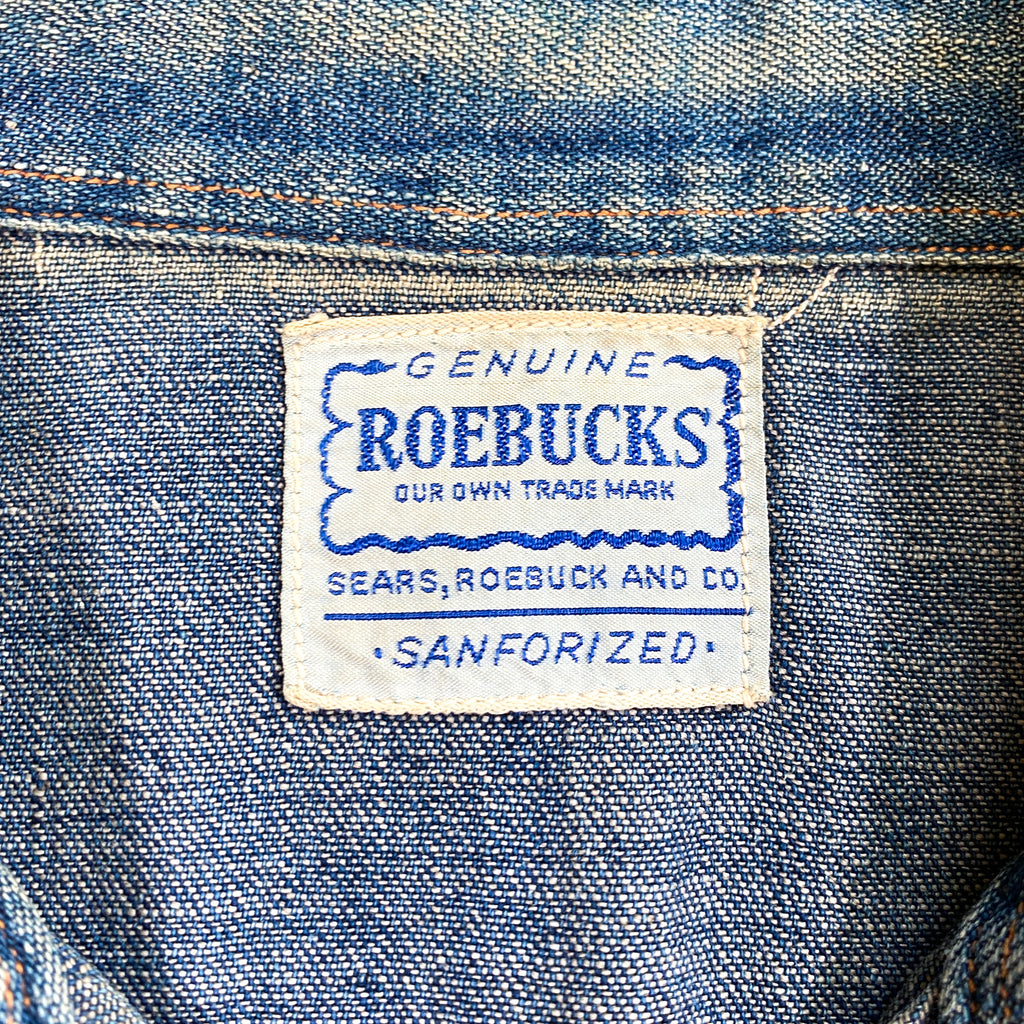 GENUINE
ROEBUCKS
OUR OWN TRADE MARK
SEARS, ROEBUCK AND CO.
·SANFORIZED·